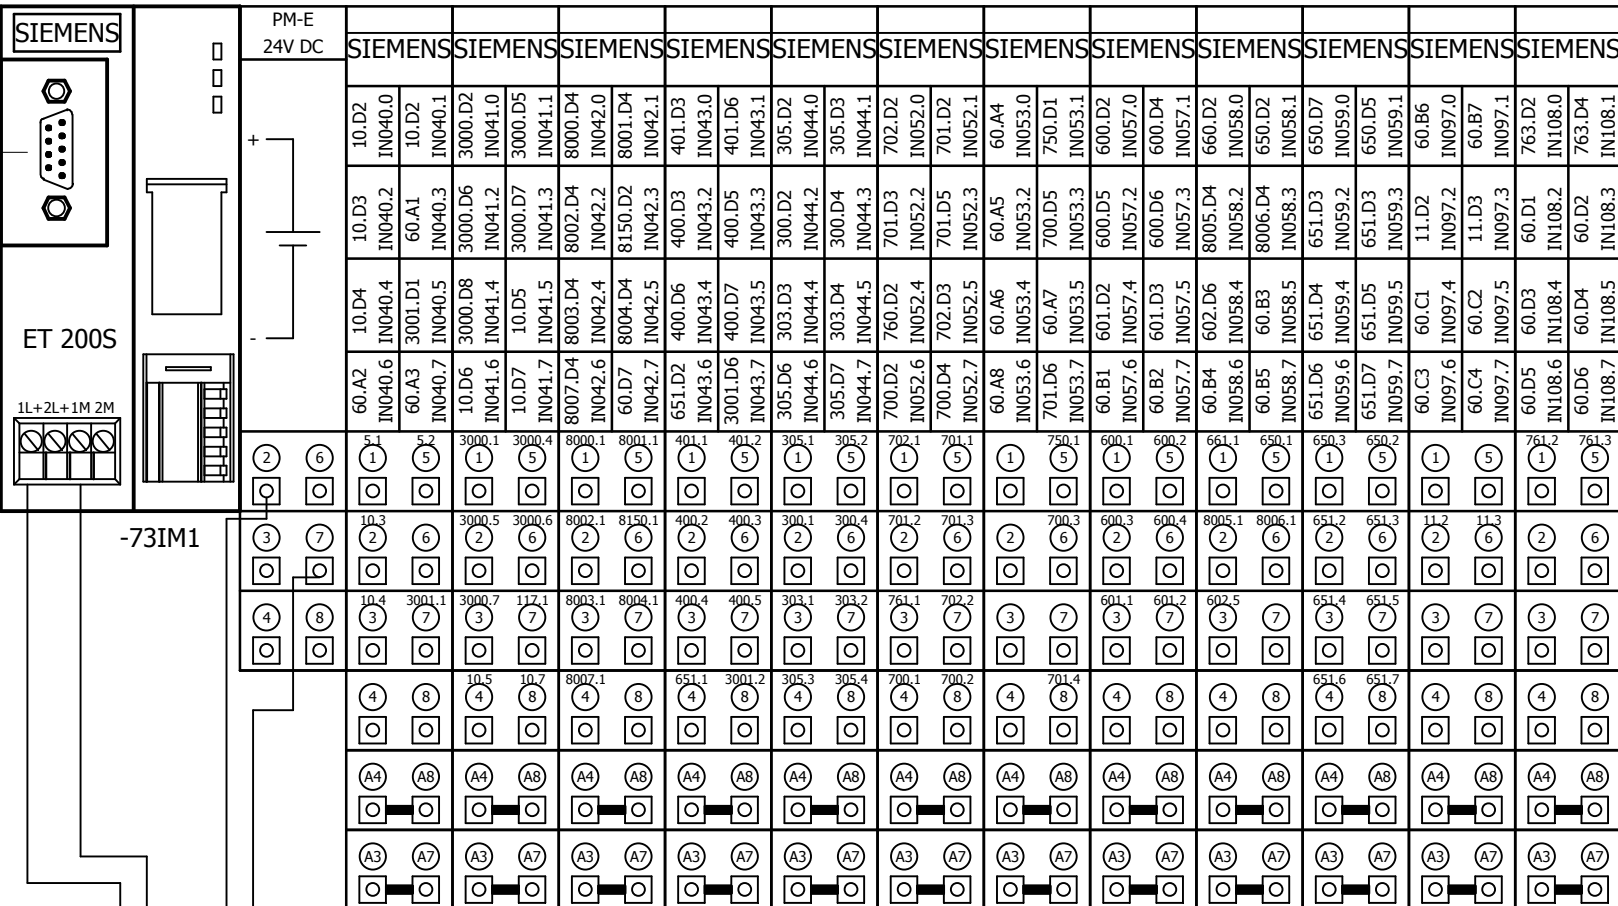 SIEMENS
ET 200S
1L+2L+1M 2M
-73IM1
PM-E
24V DC
+
-
SIEMENS SIEMENS SIEMENS SIEMENS SIEMENS SIEMENS SIEMENS SIEMENS SIEMENS SIEMENS SIEMENS SIEMENS
10.D2 IN040.0 10.D2 IN040.1 3000.D2 IN041.0 3000.D5 IN041.1 8000.D4 IN042.0 8001.D4 IN042.1 401.D3 IN043.0 401.D6 IN043.1 305.D2 IN044.0 305.D3 IN044.1 702.D2 IN052.0 701.D2 IN052.1 60.A4 IN053.0 750.D1 IN053.1 600.D2 IN057.0 600.D4 IN057.1 660.D2 IN058.0 650.D2 IN058.1 650.D7 IN059.0 650.D5 IN059.1 60.B6 IN097.0 60.B7 IN097.1 763.D2 IN108.0 763.D4 IN108.1
10.D3 IN040.2 60.A1 IN040.3 3000.D6 IN041.2 3000.D7 IN041.3 8002.D4 IN042.2 8150.D2 IN042.3 400.D3 IN043.2 400.D5 IN043.3 300.D2 IN044.2 300.D4 IN044.3 701.D3 IN052.2 701.D5 IN052.3 60.A5 IN053.2 700.D5 IN053.3 600.D5 IN057.2 600.D6 IN057.3 8005.D4 IN058.2 8006.D4 IN058.3 651.D3 IN059.2 651.D3 IN059.3 11.D2 IN097.2 11.D3 IN097.3 60.D1 IN108.2 60.D2 IN108.3
10.D4 IN040.4 3001.D1 IN040.5 3000.D8 IN041.4 10.D5 IN041.5 8003.D4 IN042.4 8004.D4 IN042.5 400.D6 IN043.4 400.D7 IN043.5 303.D3 IN044.4 303.D4 IN044.5 760.D2 IN052.4 702.D3 IN052.5 60.A6 IN053.4 60.A7 IN053.5 601.D2 IN057.4 601.D3 IN057.5 602.D6 IN058.4 60.B3 IN058.5 651.D4 IN059.4 651.D5 IN059.5 60.C1 IN097.4 60.C2 IN097.5 60.D3 IN108.4 60.D4 IN108.5
60.A2 IN040.6 60.A3 IN040.7 10.D6 IN041.6 10.D7 IN041.7 8007.D4 IN042.6 60.D7 IN042.7 651.D2 IN043.6 3001.D6 IN043.7 305.D6 IN044.6 305.D7 IN044.7 700.D2 IN052.6 700.D4 IN052.7 60.A8 IN053.6 701.D6 IN053.7 60.B1 IN057.6 60.B2 IN057.7 60.B4 IN058.6 60.B5 IN058.7 651.D6 IN059.6 651.D7 IN059.7 60.C3 IN097.6 60.C4 IN097.7 60.D5 IN108.6 60.D6 IN108.7
5.1 5.2 3000.1 3000.4 8000.1 8001.1 401.1 401.2 305.1 305.2 702.1 701.1 750.1 600.1 600.2 661.1 650.1 650.3 650.2 761.2 761.3
2 6 1 5 1 5 1 5 1 5 1 5 1 5 1 5 1 5 1 5 1 5 1 5 1 5
10.3 3000.5 3000.6 8002.1 8150.1 400.2 400.3 300.1 300.4 701.2 701.3 700.3 600.3 600.4 8005.1 8006.1 651.2 651.3 11.2 11.3
3 7 2 6 2 6 2 6 2 6 2 6 2 6 2 6 2 6 2 6 2 6 2 6 2 6
10.4 3001.1 3000.7 117.1 8003.1 8004.1 400.4 400.5 303.1 303.2 761.1 702.2 601.1 601.2 602.5 651.4 651.5
4 8 3 7 3 7 3 7 3 7 3 7 3 7 3 7 3 7 3 7 3 7 3 7 3 7
10.5 10.7 8007.1 651.1 3001.2 305.3 305.4 700.1 700.2 701.4 651.6 651.7
4 8 4 8 4 8 4 8 4 8 4 8 4 8 4 8 4 8 4 8 4 8 4 8
A4 A8 A4 A8 A4 A8 A4 A8 A4 A8 A4 A8 A4 A8 A4 A8 A4 A8 A4 A8 A4 A8 A4 A8
A3 A7 A3 A7 A3 A7 A3 A7 A3 A7 A3 A7 A3 A7 A3 A7 A3 A7 A3 A7 A3 A7 A3 A7